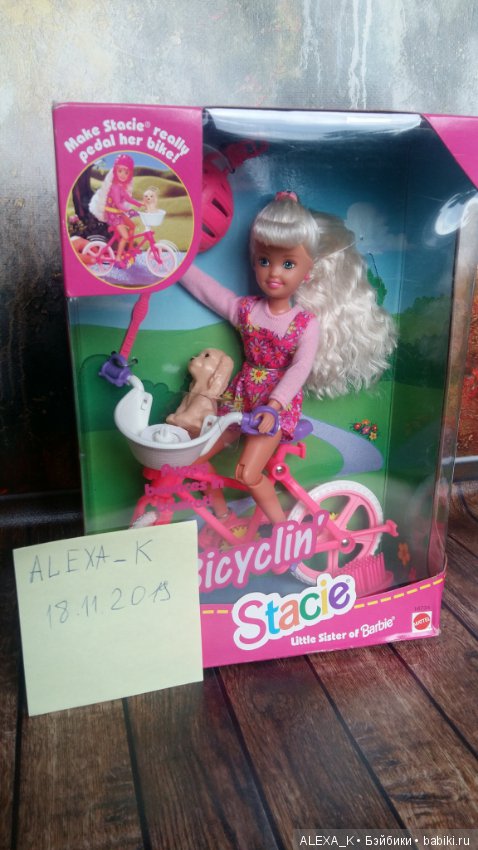 Make Stacie® really
pedal her bike!
ALEXA_K
18.11.2019
Bicyclin'
Stacie
Little Sister of Barbie
MATTEL
ALEXA_K • Бэйбики • babiki.ru